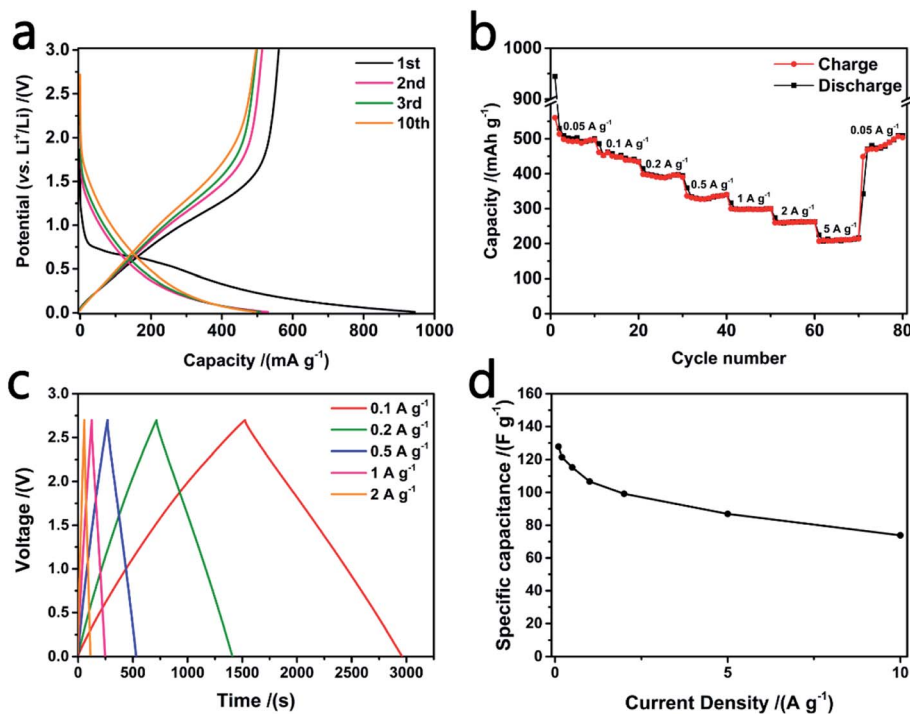 a
3.0
2.5
2.0
1.5
1.0
0.5
0.0
Potential (vs. Li⁺/Li) /(V)
1st
2nd
3rd
10th
0 200 400 600 800 1000
Capacity /(mA g⁻¹)
b
1000
900
500
400
300
200
100
0
Capacity /(mAh g⁻¹)
Charge
Discharge
0.05 A g⁻¹
0.1 A g⁻¹
0.2 A g⁻¹
0.5 A g⁻¹
1 A g⁻¹
2 A g⁻¹
5 A g⁻¹
0.05 A g⁻¹
0 20 40 60 80
Cycle number
c
3.0
2.5
2.0
1.5
1.0
0.5
0.0
Voltage /(V)
0.1 A g⁻¹
0.2 A g⁻¹
0.5 A g⁻¹
1 A g⁻¹
2 A g⁻¹
0 500 1000 1500 2000 2500 3000
Time /(s)
d
160
140
120
100
80
60
40
20
0
Specific capacitance /(F g⁻¹)
0 5 10
Current Density /(A g⁻¹)